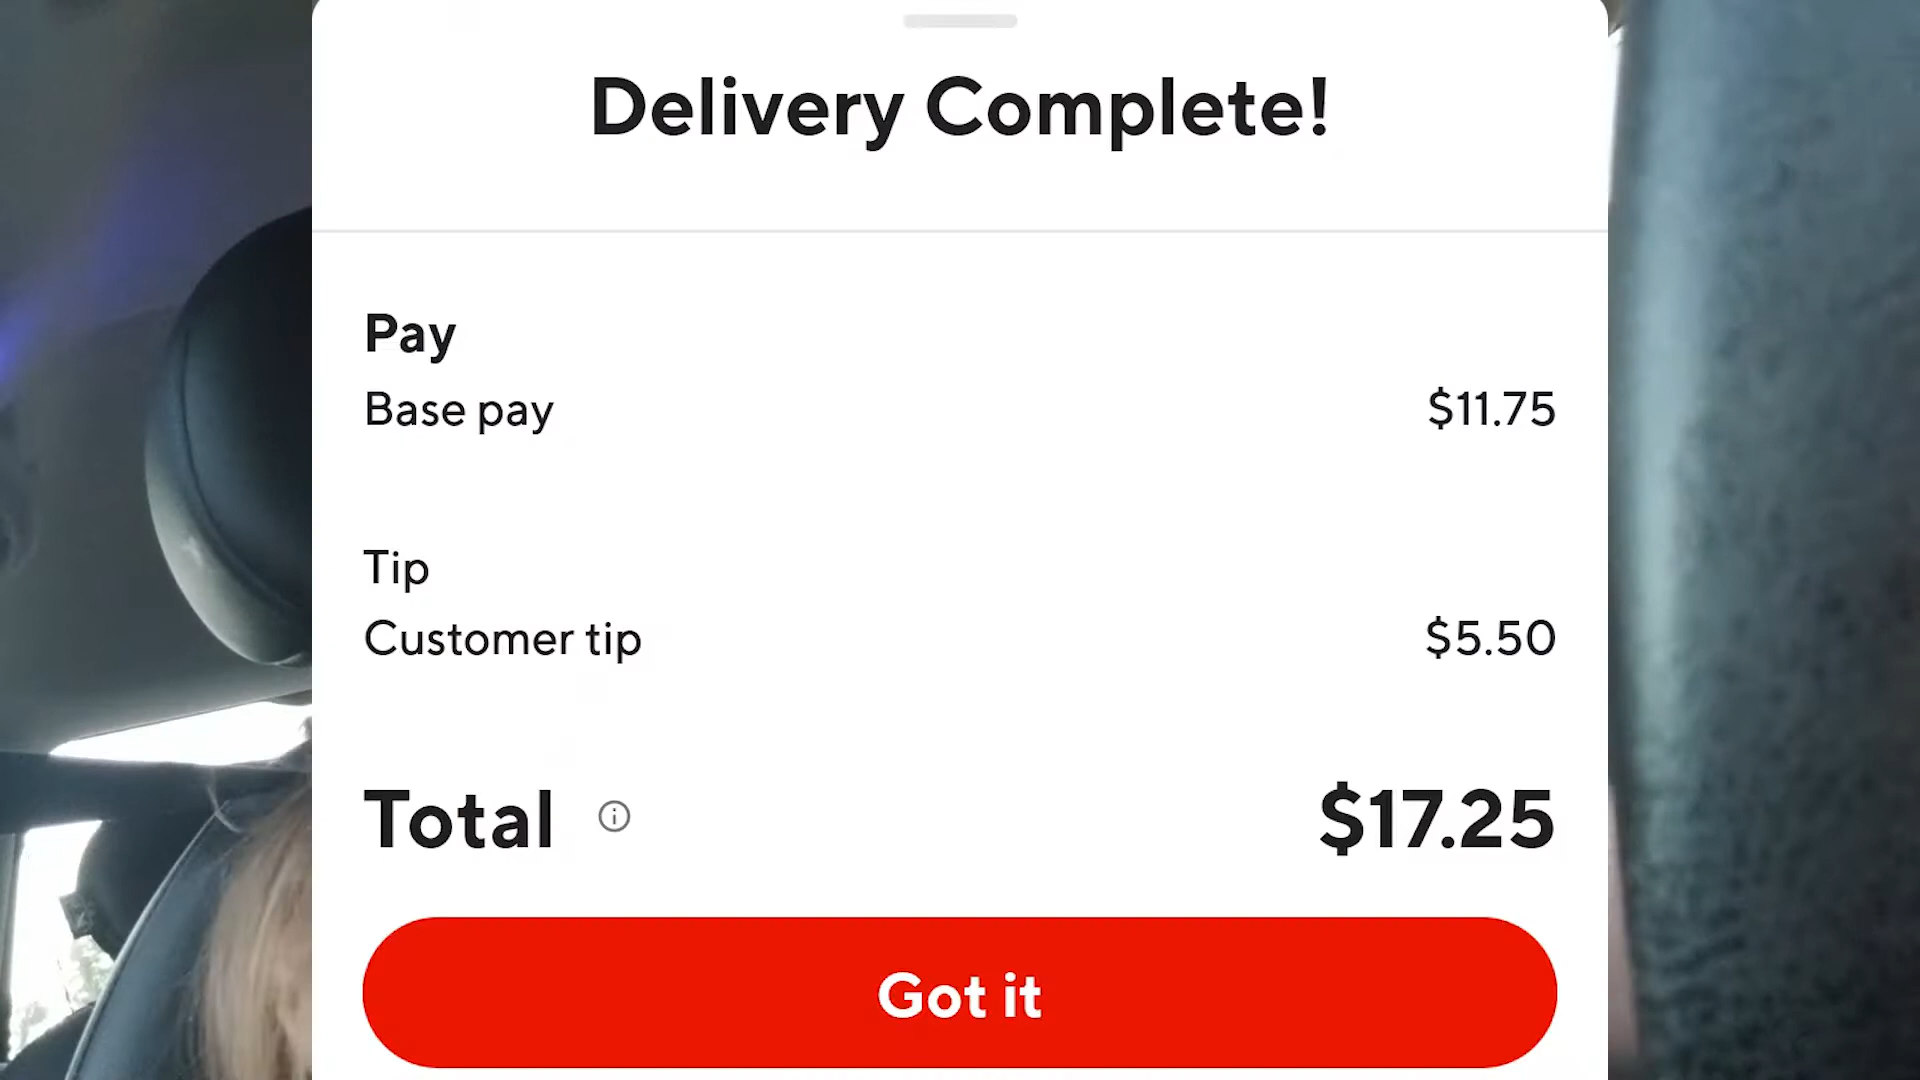 Delivery Complete!
Pay
Base pay $11.75
Tip
Customer tip $5.50
Total $17.25
Got it